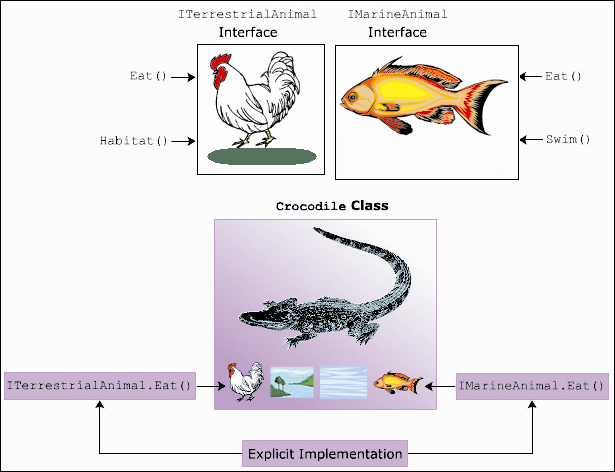 ITerrestrialAnimal IMarineAnimal
Interface Interface
Eat() Eat()
Habitat() Swim()
Crocodile Class
ITerrestrialAnimal.Eat() IMarineAnimal.Eat()
Explicit Implementation